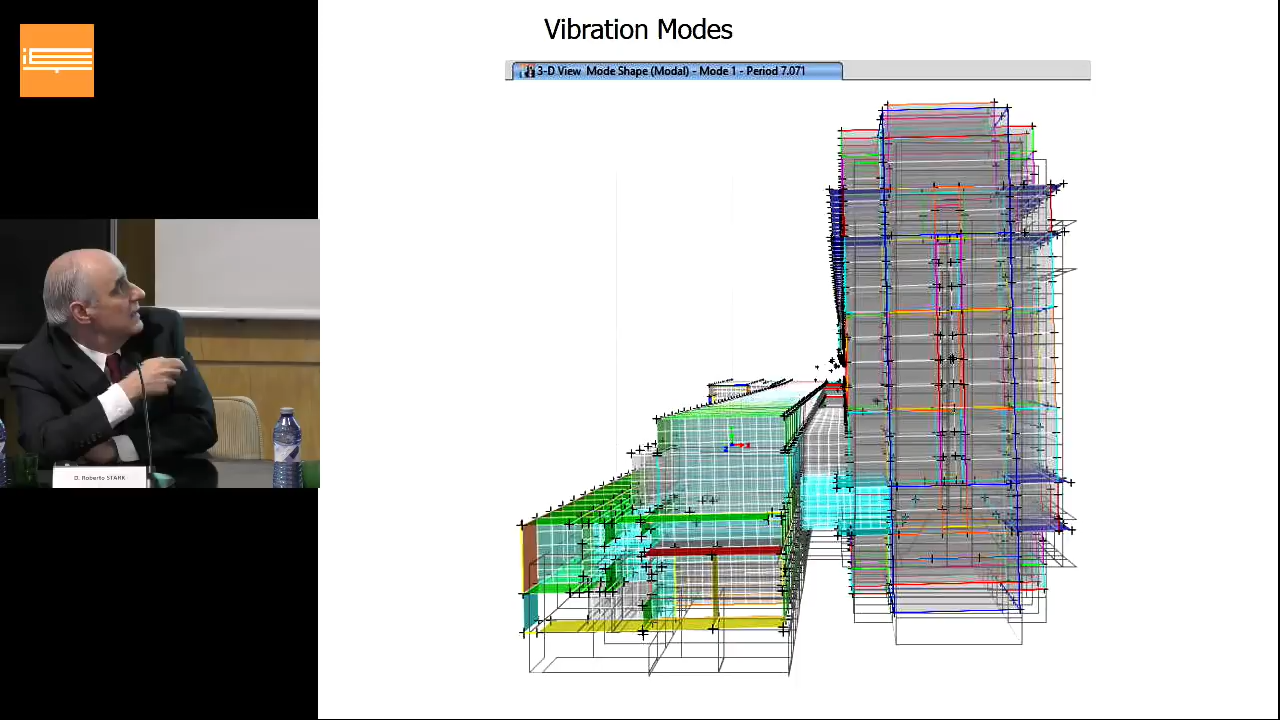 Vibration Modes
3-D View Mode Shape (Modal) - Mode 1 - Period 7.071
D. Roberto STARK